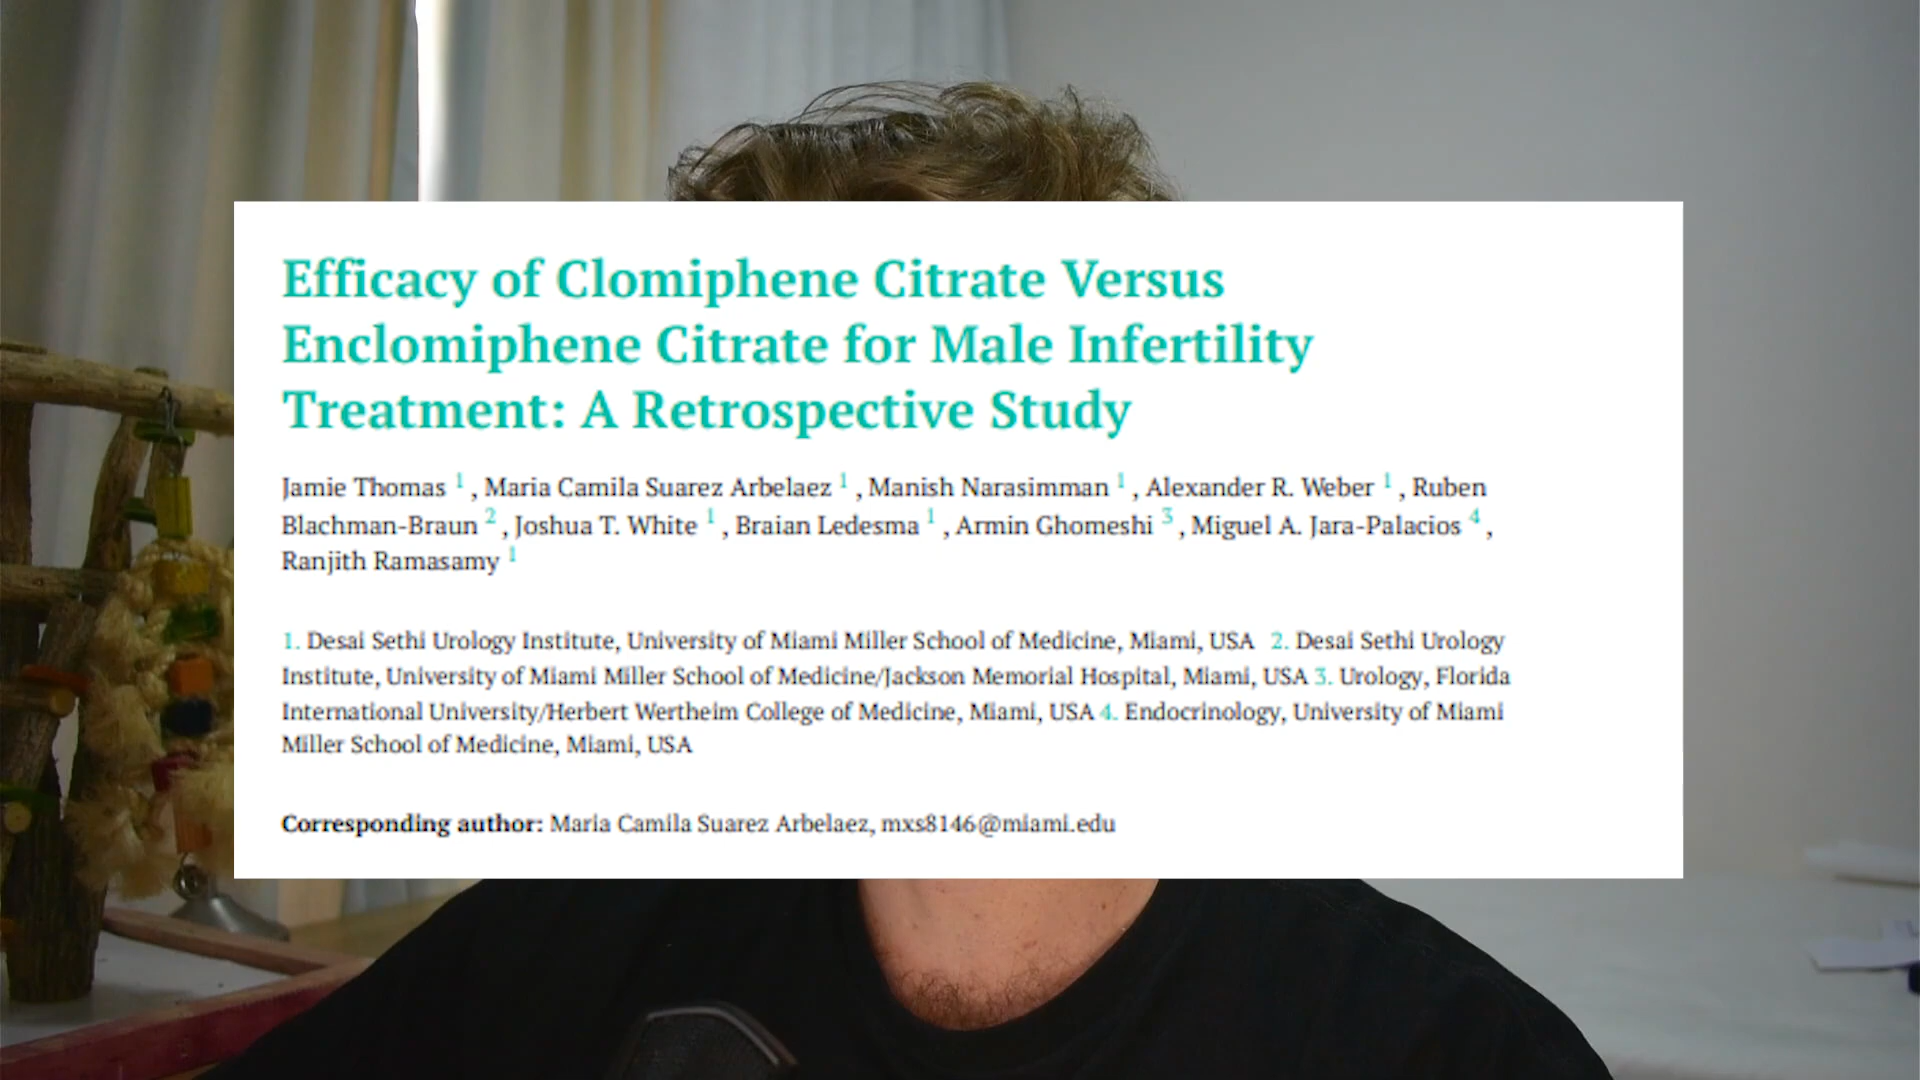 Efficacy of Clomiphene Citrate Versus
Enclomiphene Citrate for Male Infertility
Treatment: A Retrospective Study
Jamie Thomas 1 , Maria Camila Suarez Arbelaez 1 , Manish Narasimman 1 , Alexander R. Weber 1 , Ruben
Blachman-Braun 2 , Joshua T. White 1 , Braian Ledesma 1 , Armin Ghomeshi 3 , Miguel A. Jara-Palacios 4 ,
Ranjith Ramasamy 1
1. Desai Sethi Urology Institute, University of Miami Miller School of Medicine, Miami, USA 2. Desai Sethi Urology
Institute, University of Miami Miller School of Medicine/Jackson Memorial Hospital, Miami, USA 3. Urology, Florida
International University/Herbert Wertheim College of Medicine, Miami, USA 4. Endocrinology, University of Miami
Miller School of Medicine, Miami, USA
Corresponding author: Maria Camila Suarez Arbelaez, mxs8146@miami.edu